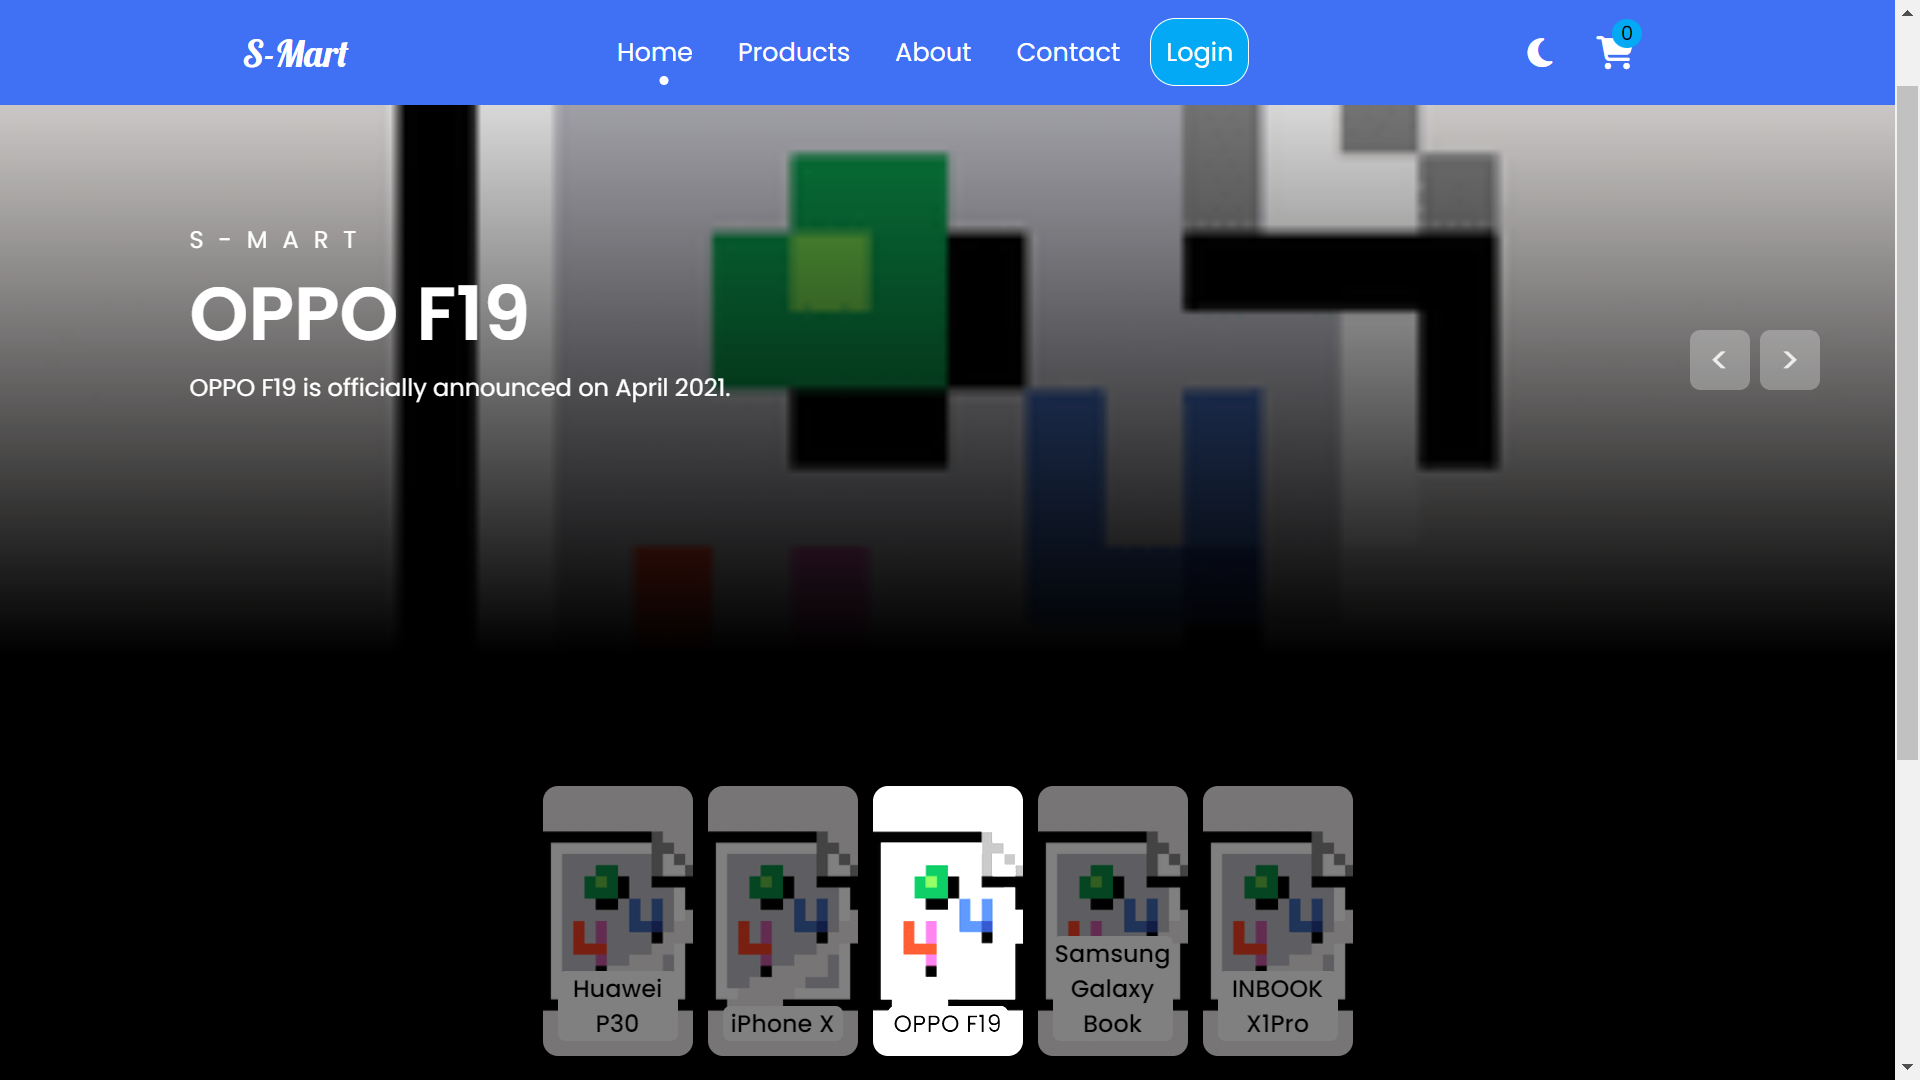 S-Mart
Home
Products
About
Contact
Login
0
S-MART
OPPO F19
OPPO F19 is officially announced on April 2021.
<
>
Huawei
P30
iPhone X
OPPO F19
Samsung
Galaxy
Book
INBOOK
X1Pro